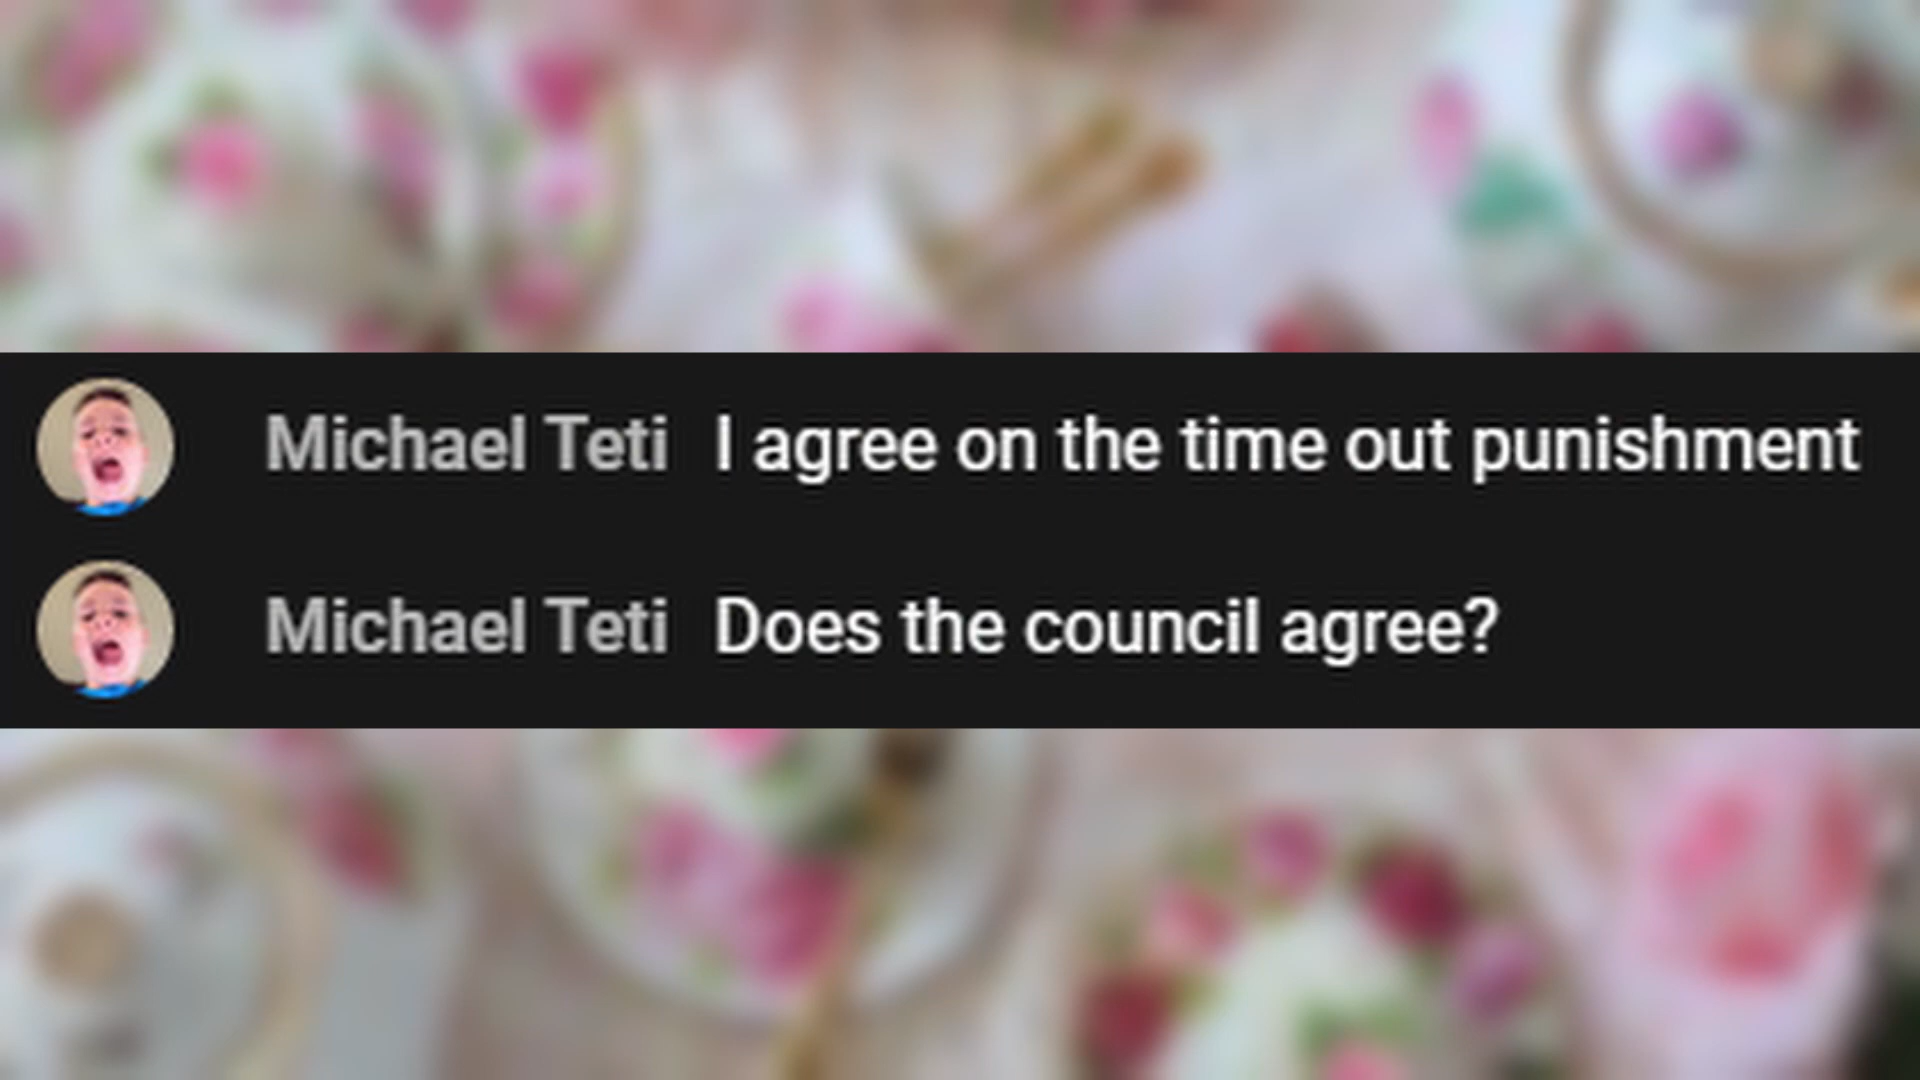 Michael Teti I agree on the time out punishment
Michael Teti Does the council agree?